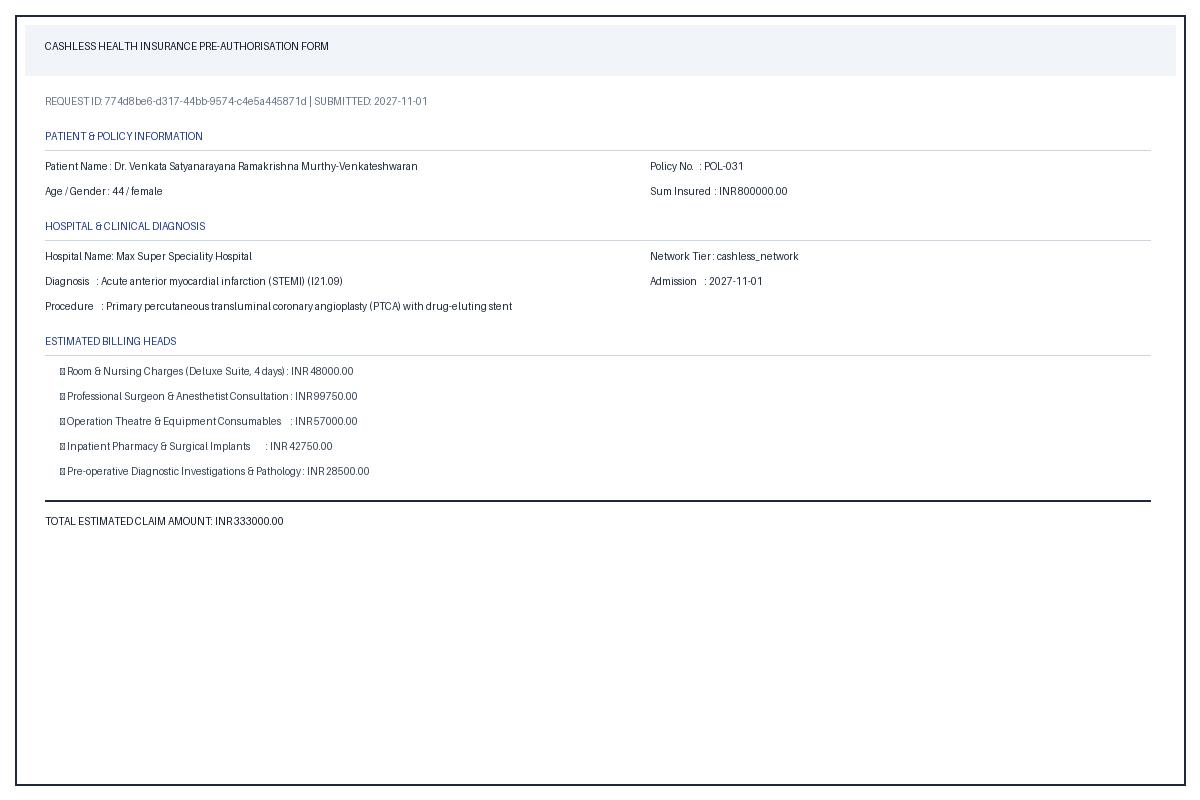 CASHLESS HEALTH INSURANCE PRE-AUTHORISATION FORM
REQUEST ID: 774d8be6-d317-44bb-9574-c4e5a445871d | SUBMITTED: 2027-11-01
PATIENT & POLICY INFORMATION
Patient Name : Dr. Venkata Satyanarayana Ramakrishna Murthy-Venkateshwaran Policy No. : POL-031
Age / Gender : 44 / female Sum Insured : INR 800000.00
HOSPITAL & CLINICAL DIAGNOSIS
Hospital Name: Max Super Speciality Hospital Network Tier : cashless_network
Diagnosis : Acute anterior myocardial infarction (STEMI) (I21.09) Admission : 2027-11-01
Procedure : Primary percutaneous transluminal coronary angioplasty (PTCA) with drug-eluting stent
ESTIMATED BILLING HEADS
Room & Nursing Charges (Deluxe Suite, 4 days) : INR 48000.00
Professional Surgeon & Anesthetist Consultation : INR 99750.00
Operation Theatre & Equipment Consumables : INR 57000.00
Inpatient Pharmacy & Surgical Implants : INR 42750.00
Pre-operative Diagnostic Investigations & Pathology : INR 28500.00
TOTAL ESTIMATED CLAIM AMOUNT: INR 333000.00